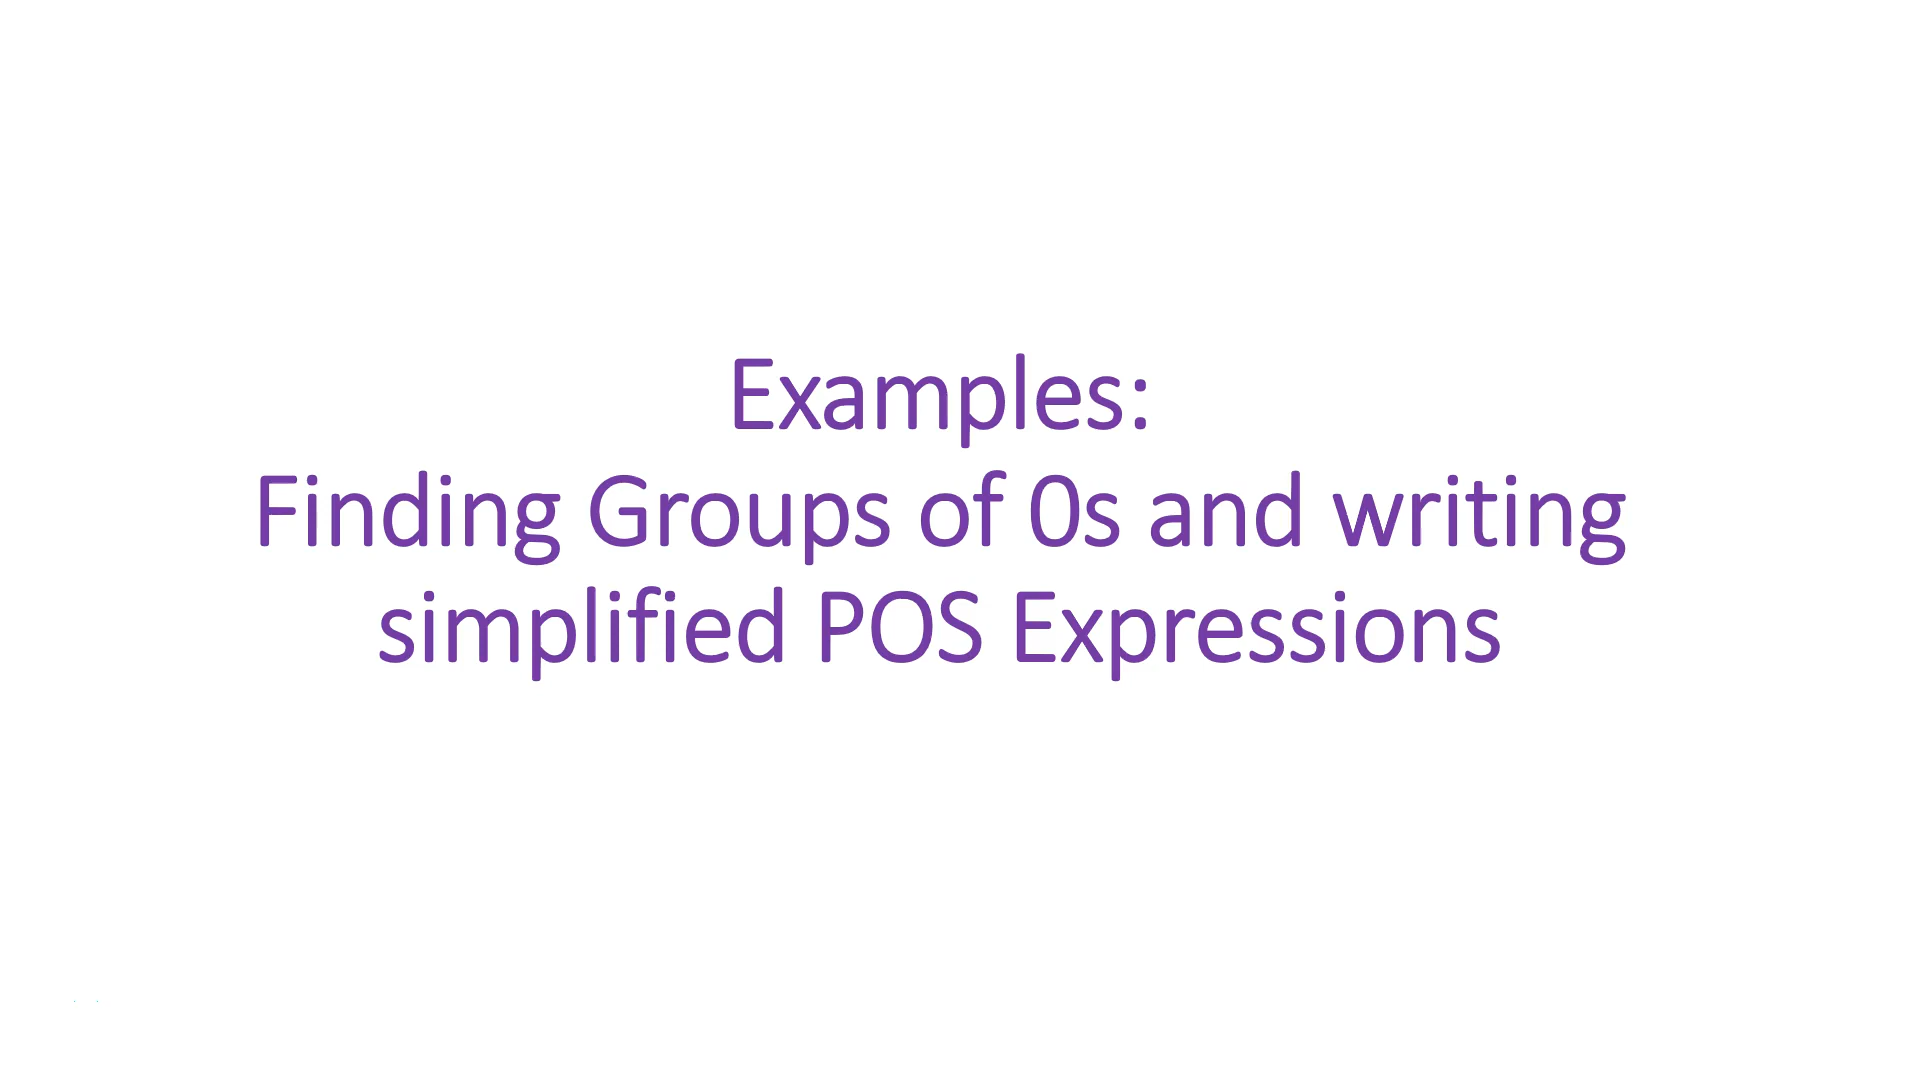 Examples:
Finding Groups of 0s and writing
simplified POS Expressions